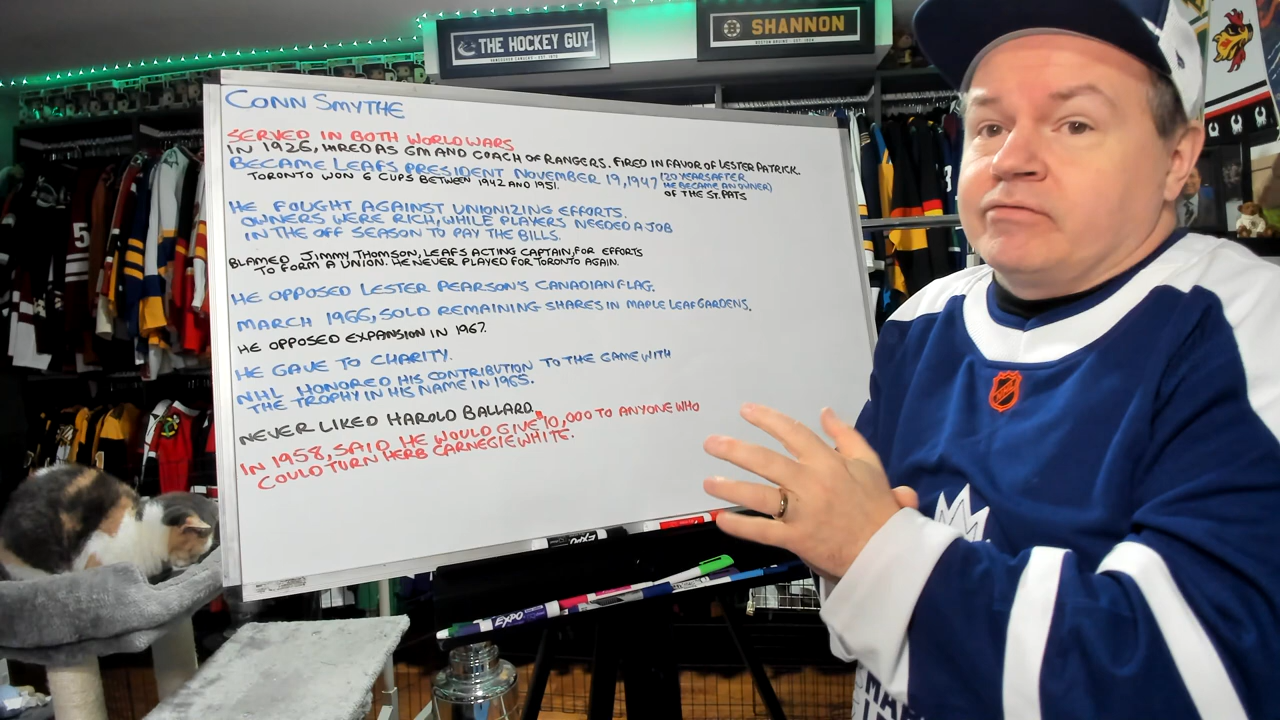 THE HOCKEY GUY
SHANNON
CONN SMYTHE
SERVED IN BOTH WORLD WARS
IN 1926, HIRED AS GM AND COACH OF RANGERS. FIRED IN FAVOR OF LESTER PATRICK.
BECAME LEAFS PRESIDENT NOVEMBER 19, 1947 (20 YEARS AFTER
HE BECAME AN OWNER)
OF THE ST. PATS
TORONTO WON 6 CUPS BETWEEN 1942 AND 1951.
HE FOUGHT AGAINST UNIONIZING EFFORTS.
OWNERS WERE RICH, WHILE PLAYERS NEEDED A JOB
IN THE OFF SEASON TO PAY THE BILLS.
BLAMED JIMMY THOMSON, LEAFS ACTING CAPTAIN, FOR EFFORTS
TO FORM A UNION. HE NEVER PLAYED FOR TORONTO AGAIN.
HE OPPOSED LESTER PEARSON'S CANADIAN FLAG.
MARCH 1966, SOLD REMAINING SHARES IN MAPLE LEAF GARDENS.
HE OPPOSED EXPANSION IN 1967.
HE GAVE TO CHARITY.
NHL HONORED HIS CONTRIBUTION TO THE GAME WITH
THE TROPHY IN HIS NAME IN 1965.
NEVER LIKED HAROLD BALLARD.
IN 1958, SAID HE WOULD GIVE $10,000 TO ANYONE WHO
COULD TURN HERB CARNEGIE WHITE.
EXPO
EXPO
5